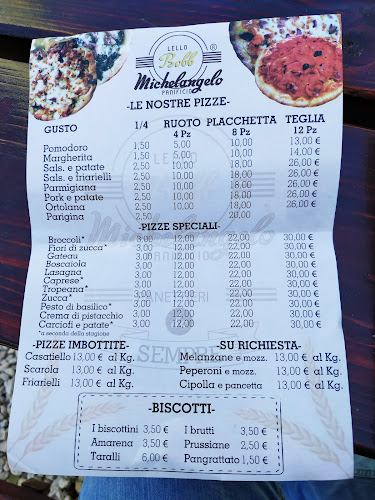 LELLO
Bobb ®
Michelangelo
PANIFICIO
-LE NOSTRE PIZZE-
GUSTO 1/4 RUOTO PLACCHETTA TEGLIA
4 Pz 8 Pz 12 Pz
Pomodoro 1,50 5,00 10,00 13,00 €
Margherita 1,50 5,00 10,00 14,00 €
Sals. e patate 2,50 10,00 18,00 26,00 €
Sals. e friarielli 2,50 10,00 18,00 26,00 €
Parmigiana 2,50 10,00 18,00 26,00 €
Pork e patate 2,50 10,00 18,00 26,00 €
Ortolana 2,50 10,00 18,00 26,00 €
Parigina 2,50 20,00
-PIZZE SPECIALI-
Broccoli* 3,00 12,00 22,00 30,00 €
Fiori di zucca* 3,00 12,00 22,00 30,00 €
Gateau 3,00 12,00 22,00 30,00 €
Boscaiola 3,00 12,00 22,00 30,00 €
Lasagna 3,00 12,00 22,00 30,00 €
Caprese* 3,00 12,00 22,00 30,00 €
Tropeana* 3,00 12,00 22,00 30,00 €
Zucca* 3,00 12,00 22,00 30,00 €
Pesto di basilico* 3,00 12,00 22,00 30,00 €
Crema di pistacchio 3,00 12,00 22,00 30,00 €
Carciofi e patate* 3,00 12,00 22,00 30,00 €
*a seconda della stagione
-PIZZE IMBOTTITE- -SU RICHIESTA-
Casatiello 13,00 € al Kg. Melanzane e mozz. 13,00 € al Kg.
Scarola 13,00 € al Kg. Peperoni e mozz. 13,00 € al Kg.
Friarielli 13,00 € al Kg. Cipolla e pancetta 13,00 € al Kg.
-BISCOTTI-
I biscottini 3,50 € I brutti 3,50 €
Amarena 3,50 € Prussiane 2,50 €
Taralli 6,00 € Pangrattato 1,50 €